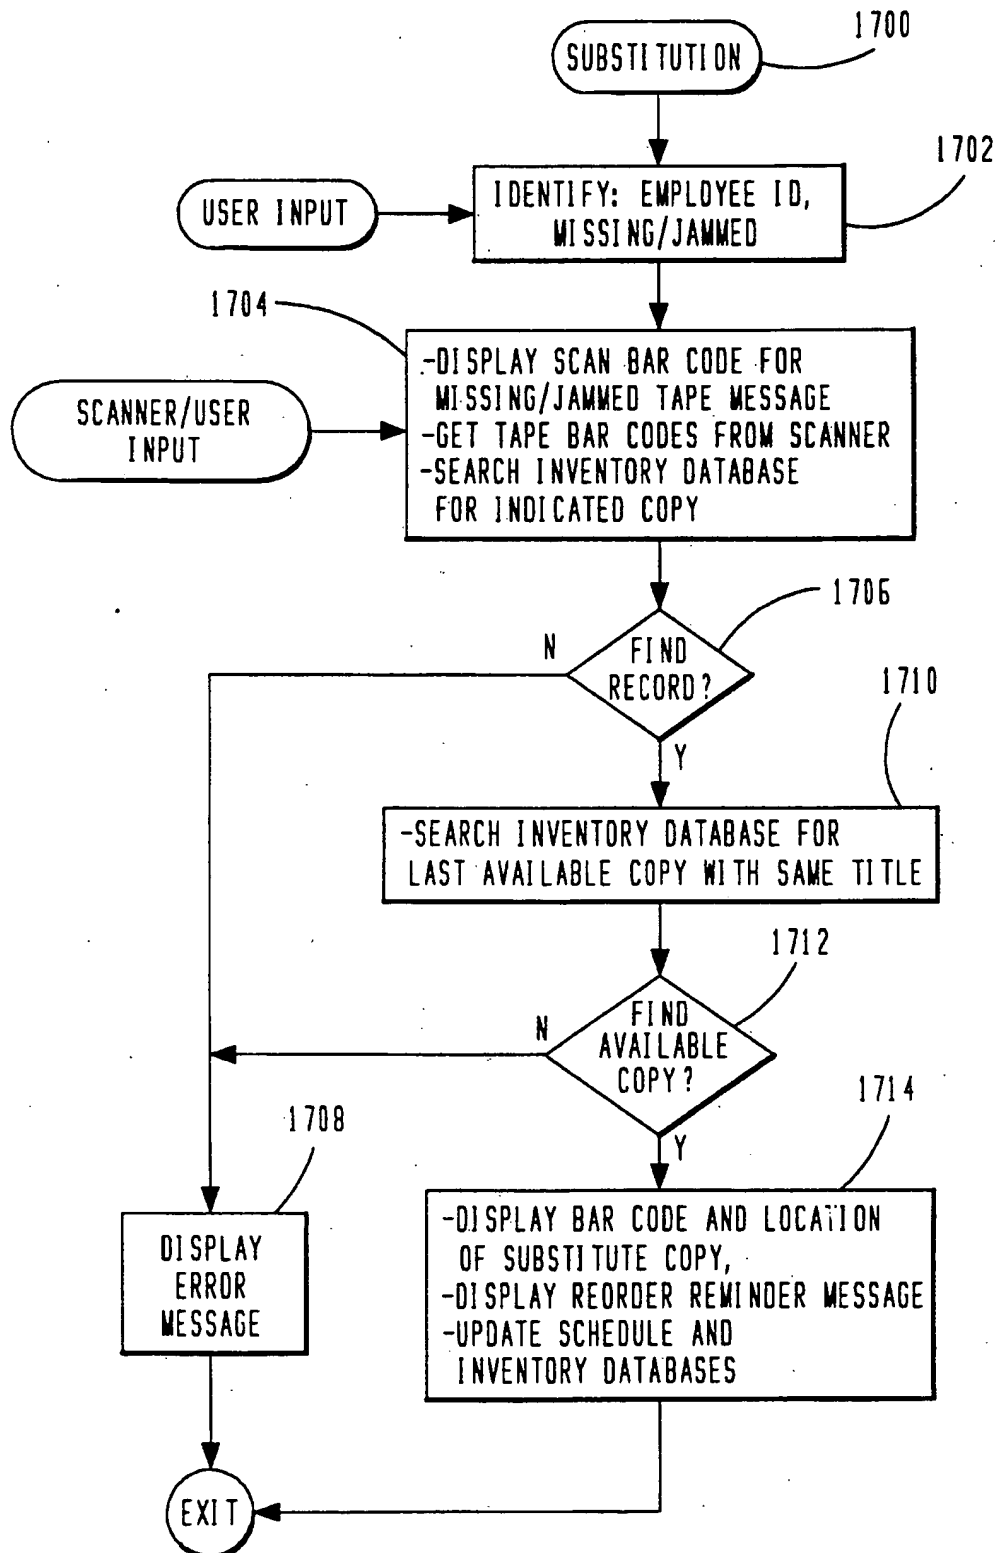 1700
SUBSTITUTION
1702
IDENTIFY: EMPLOYEE ID,
MISSING/JAMMED
USER INPUT
1704
-DISPLAY SCAN BAR CODE FOR
MISSING/JAMMED TAPE MESSAGE
-GET TAPE BAR CODES FROM SCANNER
-SEARCH INVENTORY DATABASE
FOR INDICATED COPY
SCANNER/USER
INPUT
1706
FIND
RECORD?
N
Y
1710
-SEARCH INVENTORY DATABASE FOR
LAST AVAILABLE COPY WITH SAME TITLE
1712
FIND
AVAILABLE
COPY?
N
Y
1714
-DISPLAY BAR CODE AND LOCATION
OF SUBSTITUTE COPY,
-DISPLAY REORDER REMINDER MESSAGE
-UPDATE SCHEDULE AND
INVENTORY DATABASES
1708
DISPLAY
ERROR
MESSAGE
EXIT